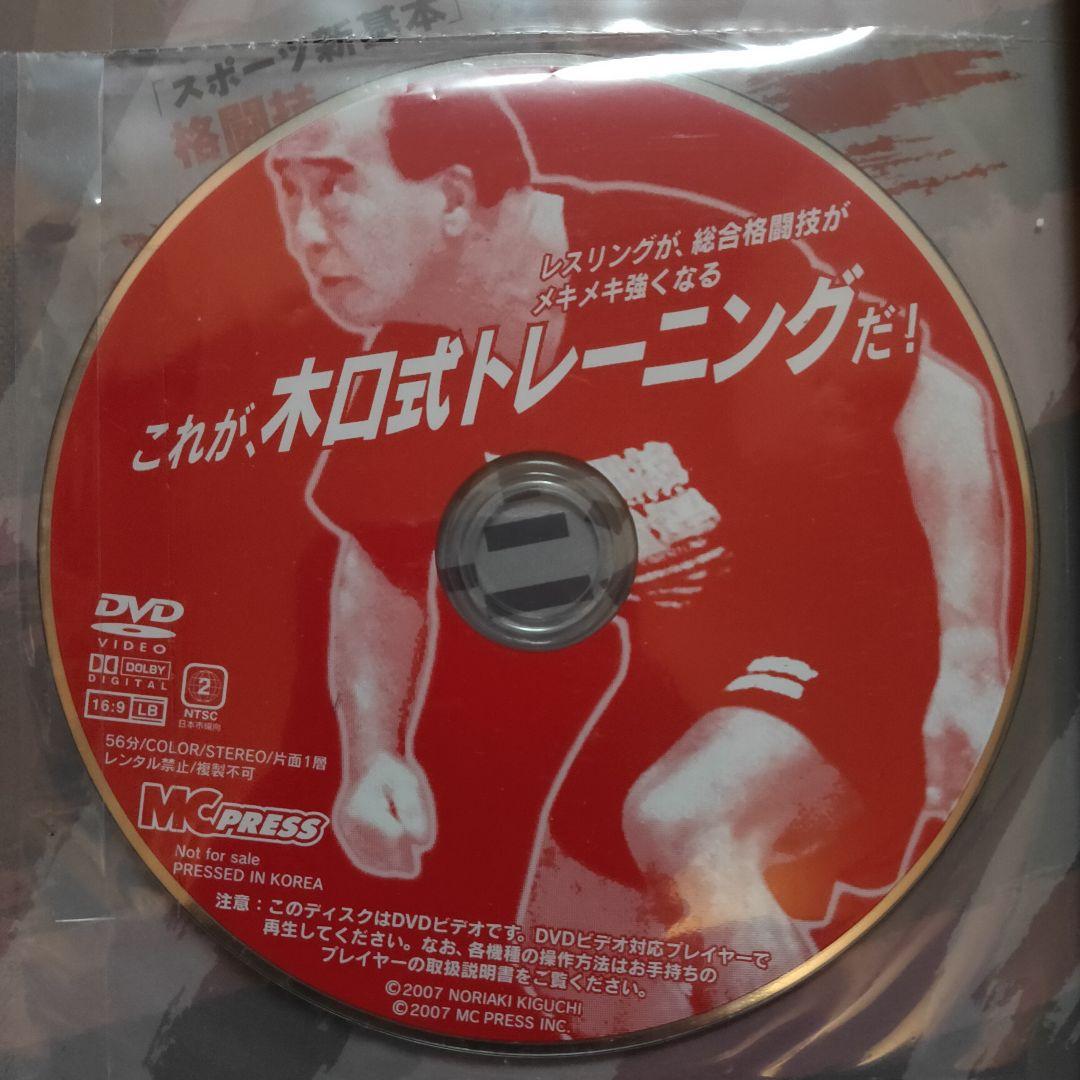 「スポーツ新基本」
格闘技
レスリングが、総合格闘技が
メキメキ強くなる
これが、木口式トレーニングだ!
DVD
VIDEO
DOLBY
DIGITAL
2
16:9 LB
NTSC
日本市場向
56分/COLOR/STEREO/片面1層
レンタル禁止/複製不可
MC PRESS
Not for sale
PRESSED IN KOREA
注意:このディスクはDVDビデオです。DVDビデオ対応プレイヤーで
再生してください。なお、各機種の操作方法はお手持ちの
プレイヤーの取扱説明書をご覧ください。
©2007 NORIAKI KIGUCHI
©2007 MC PRESS INC.